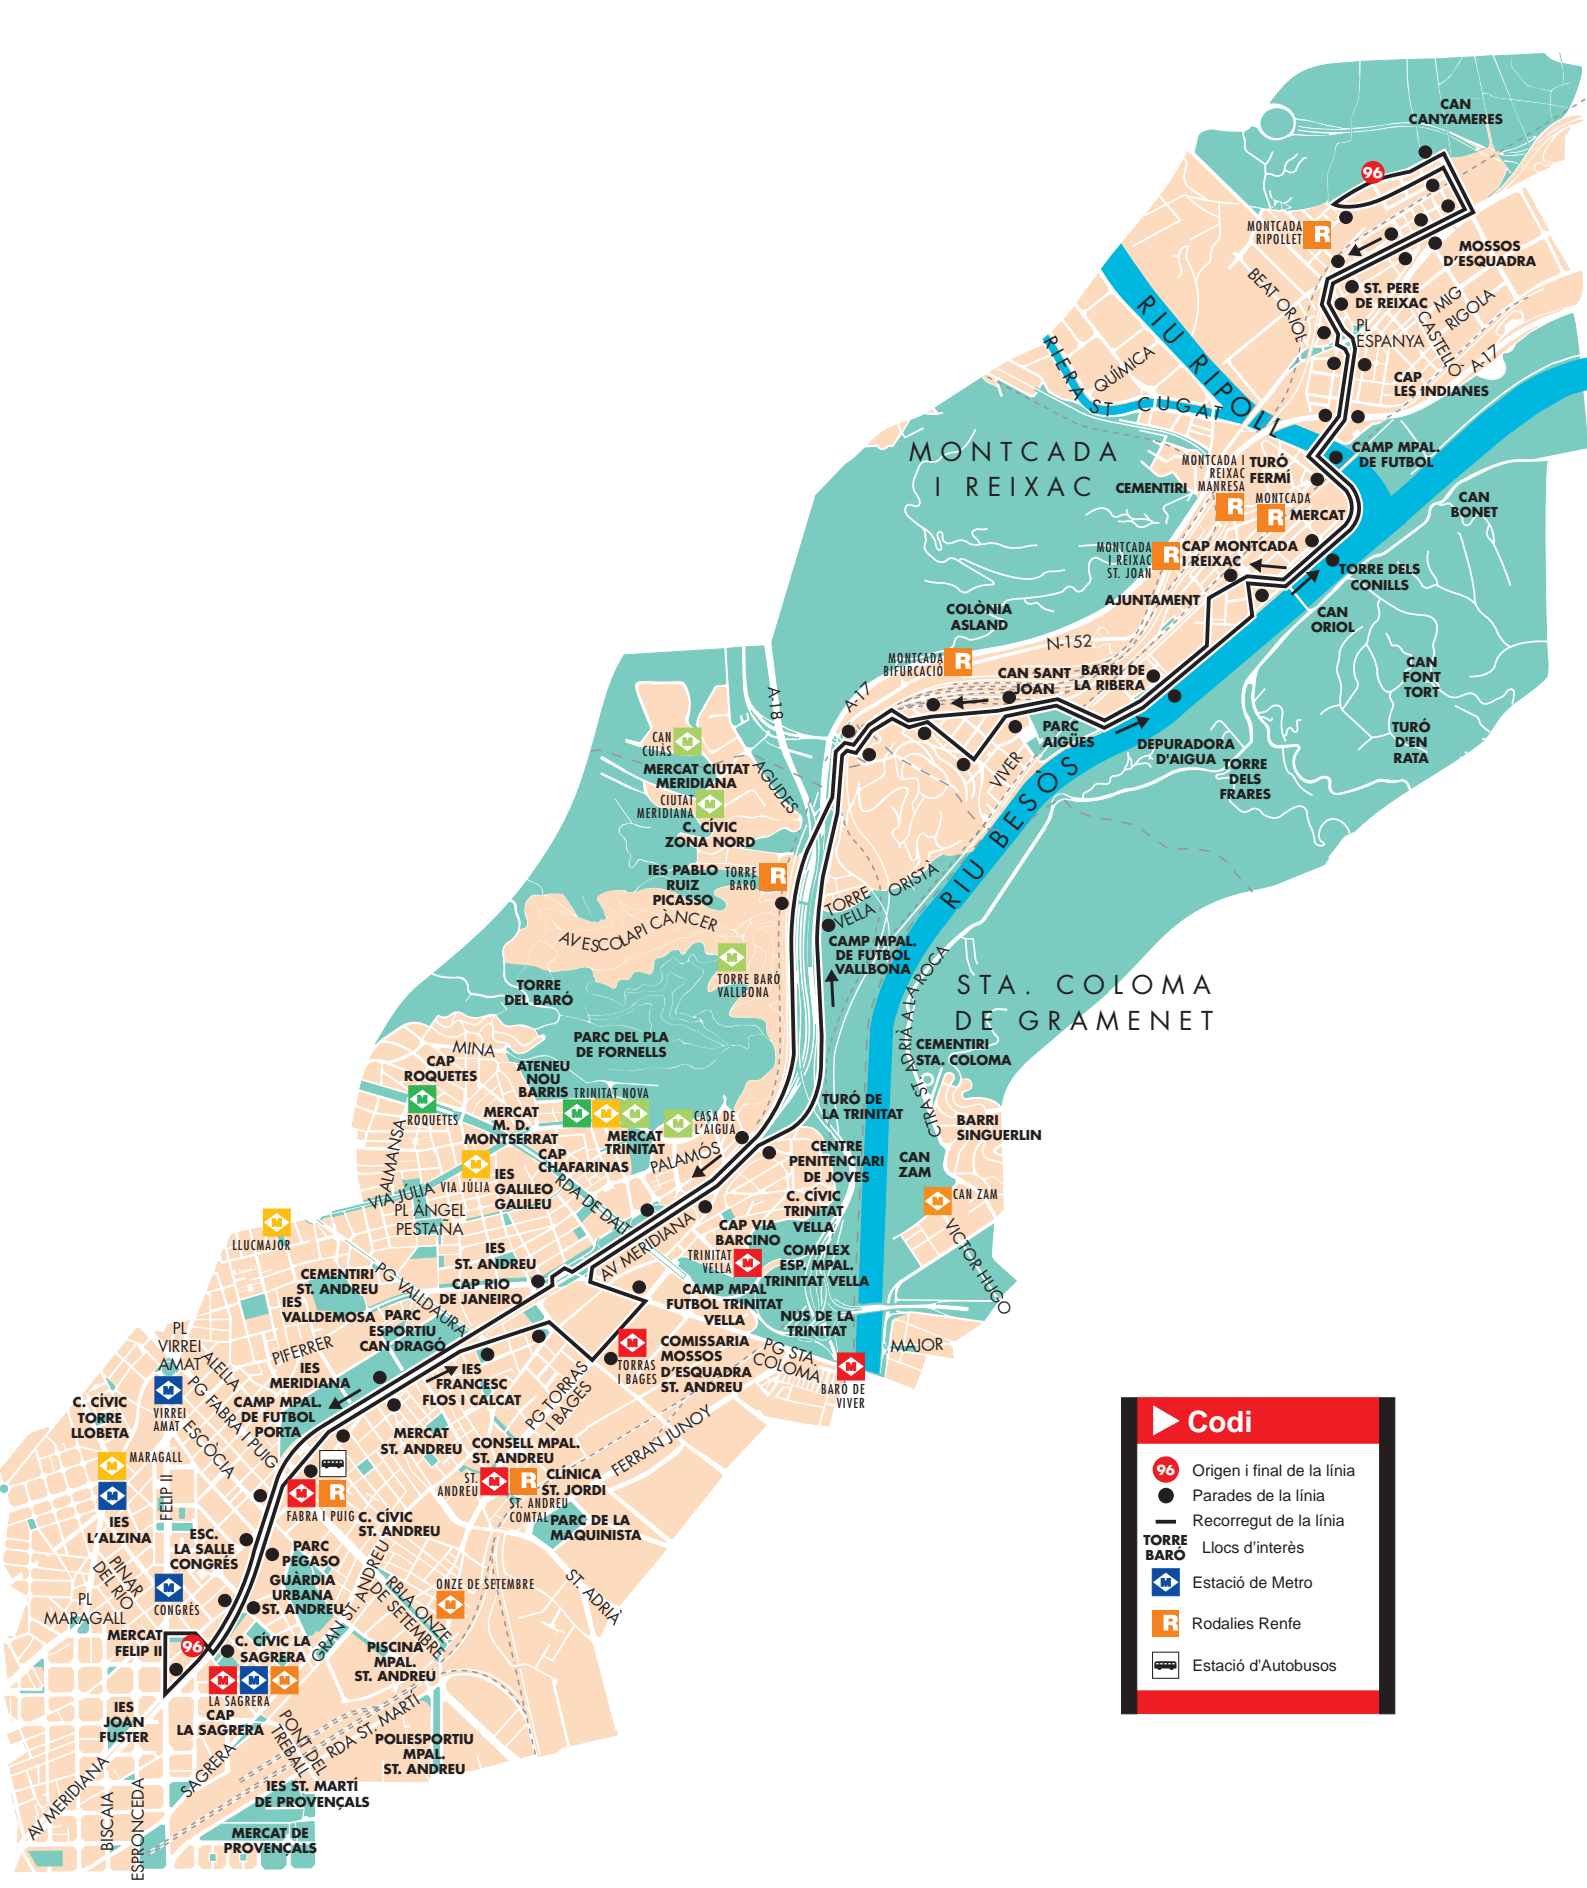 CAN
CANYAMERES
96
MONTCADA
RIPOLLET
R
MOSSOS
D'ESQUADRA
BEAT ORIOL
ST. PERE
DE REIXAC
MIG
RIGOLA
CASTELLÒ
PL
ESPANYA
A-17
RIU RIPOLL
RIERA ST CUGAT
QUÍMICA
CAP
LES INDIANES
MONTCADA
I REIXAC
CAMP MPAL.
DE FUTBOL
MONTCADA I
REIXAC
MANRESA
R
TURÓ
FERMÍ
CEMENTIRI
MONTCADA
R
MERCAT
CAN
BONET
MONTCADA
I REIXAC
ST. JOAN
R
CAP MONTCADA
I REIXAC
TORRE DELS
CONILLS
AJUNTAMENT
COLÒNIA
ASLAND
CAN
ORIOL
N-152
MONTCADA
BIFURCACIÓ
R
CAN SANT
JOAN
BARRI DE
LA RIBERA
CAN
FONT
TORT
A-18
A-17
PARC
AIGÜES
DEPURADORA
D'AIGUA
TURÓ
D'EN
RATA
TORRE
DELS
FRARES
VIVER
RIU BESÒS
CAN
CUIÀS
M
MERCAT CIUTAT
MERIDIANA
AGUDES
CIUTAT
MERIDIANA
M
C. CÍVIC
ZONA NORD
IES PABLO
RUIZ
PICASSO
TORRE
BARÓ
R
AV ESCOLAPI CÀNCER
TORRE
VELLA
ORISTÀ
CAMP MPAL.
DE FUTBOL
VALLBONA
M
TORRE BARÓ
VALLBONA
TORRE
DEL BARÓ
STA. COLOMA
DE GRAMENET
CTRA ST. ADRIÀ A LA ROCA
PARC DEL PLA
DE FORNELLS
CEMENTIRI
STA. COLOMA
MINA
CAP
ROQUETES
ATENEU
NOU
BARRIS
TRINITAT NOVA
M
M
M
M
ROQUETES
MERCAT
M. D.
MONTSERRAT
MERCAT
TRINITAT
M
CASA DE
L'AIGUA
TURÓ DE
LA TRINITAT
BARRI
SINGUERLIN
CENTRE
PENITENCIARI
DE JOVES
CAN
ZAM
M
CAN ZAM
CAP
CHAFARINAS
PALAMÓS
ALMANSA
VIA JÚLIA
M
VIA JÚLIA
IES
GALILEO
GALILEU
RDA DE DALT
C. CÍVIC
TRINITAT
VELLA
PL ÀNGEL
PESTAÑA
M
LLUCMAJOR
AV MERIDIANA
CAP VIA
BARCINO
TRINITAT
VELLA
M
COMPLEX
ESP. MPAL.
TRINITAT VELLA
VICTOR HUGO
IES
ST. ANDREU
CEMENTIRI
ST. ANDREU
PG VALLDAURA
CAP RIO
DE JANEIRO
CAMP MPAL
FUTBOL TRINITAT
VELLA
NUS DE LA
TRINITAT
IES
VALLDEMOSA
PARC
ESPORTIU
CAN DRAGÓ
PL
VIRREI
AMAT
AIELLA
PIFERRER
IES
MERIDIANA
M
TORRAS
I BAGES
COMISSARIA
MOSSOS
D'ESQUADRA
ST. ANDREU
PG STA.
COLOMA
MAJOR
M
BARÓ DE
VIVER
C. CÍVIC
TORRE
LLOBETA
M
VIRREI
AMAT
PG FABRA I PUIG
CAMP MPAL.
DE FUTBOL
PORTA
IES
FRANCESC
FLOS I CALCAT
PG TORRAS
I BAGES
ESCÒCIA
MERCAT
ST. ANDREU
CONSELL MPAL.
ST. ANDREU
FERRAN JUNOY
M
MARAGALL
M
FELIP II
ST.
ANDREU
M
R
ST. ANDREU
COMTAL
CLÍNICA
ST. JORDI
M
R
FABRA I PUIG
C. CÍVIC
ST. ANDREU
PARC DE LA
MAQUINISTA
IES
L'ALZINA
ESC.
LA SALLE
CONGRÉS
PARC
PEGASO
PINAR
DEL RIO
M
CONGRÉS
GUÀRDIA
URBANA
ST. ANDREU
GRAN ST. ANDREU
RBLA ONZE
DE SETEMBRE
ONZE DE SETEMBRE
M
ST. ADRIÀ
PL
MARAGALL
MERCAT
FELIP II
96
C. CÍVIC LA
SAGRERA
PISCINA
MPAL.
ST. ANDREU
M
M
M
LA SAGRERA
CAP
LA SAGRERA
IES
JOAN
FUSTER
PONT DEL
TREBALL
RDA ST. MARTÍ
POLIESPORTIU
MPAL.
ST. ANDREU
AV MERIDIANA
SAGRERA
IES ST. MARTÍ
DE PROVENÇALS
BISCAIA
ESPRONCEDA
MERCAT DE
PROVENÇALS
Codi
96 Origen i final de la línia
Parades de la línia
Recorregut de la línia
TORRE
BARÓ
Llocs d'interès
M Estació de Metro
R Rodalies Renfe
Estació d'Autobusos